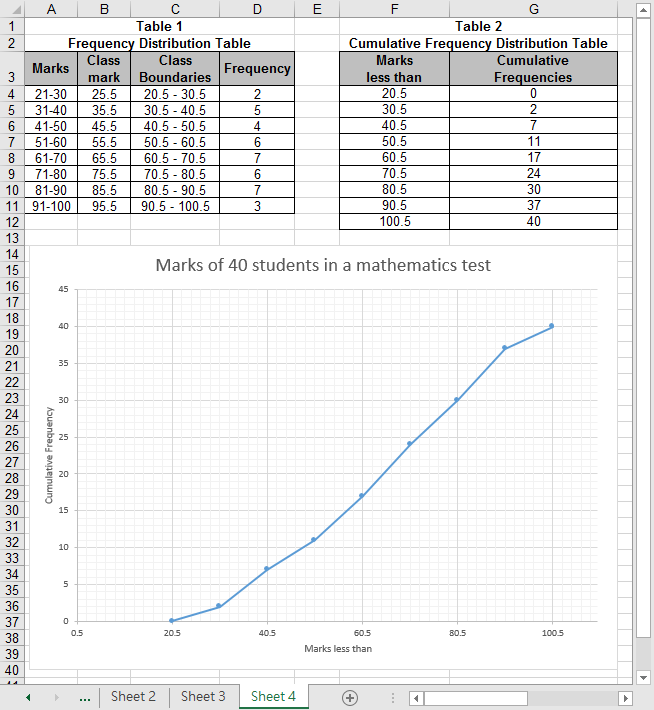 A B C D E F G
1 Table 1 Table 2
2 Frequency Distribution Table Cumulative Frequency Distribution Table
3 Marks Class mark Class Boundaries Frequency Marks less than Cumulative Frequencies
4 21-30 25.5 20.5 - 30.5 2 20.5 0
5 31-40 35.5 30.5 - 40.5 5 30.5 2
6 41-50 45.5 40.5 - 50.5 4 40.5 7
7 51-60 55.5 50.5 - 60.5 6 50.5 11
8 61-70 65.5 60.5 - 70.5 7 60.5 17
9 71-80 75.5 70.5 - 80.5 6 70.5 24
10 81-90 85.5 80.5 - 90.5 7 80.5 30
11 91-100 95.5 90.5 - 100.5 3 90.5 37
12 100.5 40
13
14
15
16
17
18
19
20
21
22
23
24
25
26
27
28
29
30
31
32
33
34
35
36
37
38
39
40
Marks of 40 students in a mathematics test
Cumulative Frequency
45
40
35
30
25
20
15
10
5
0
0.5 20.5 40.5 60.5 80.5 100.5
Marks less than
... Sheet 2 Sheet 3 Sheet 4